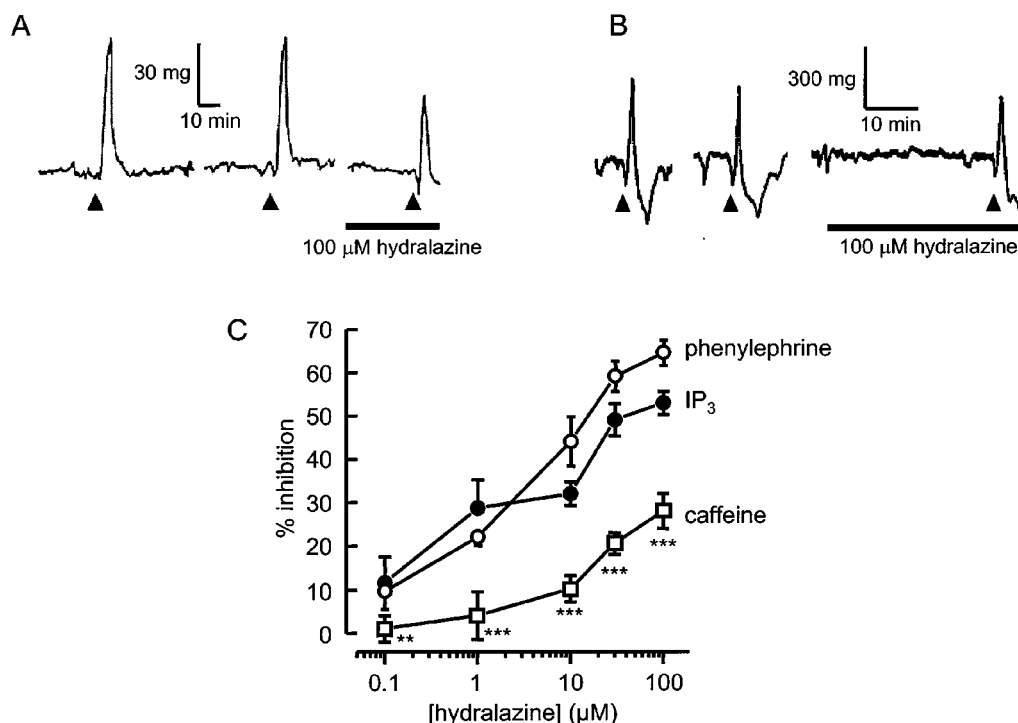 A
30 mg
10 min
100 µM hydralazine
B
300 mg
10 min
100 µM hydralazine
C
% inhibition
70
60
50
40
30
20
10
0
phenylephrine
IP3
caffeine
**
***
***
***
***
0.1
1
10
100
[hydralazine] (µM)